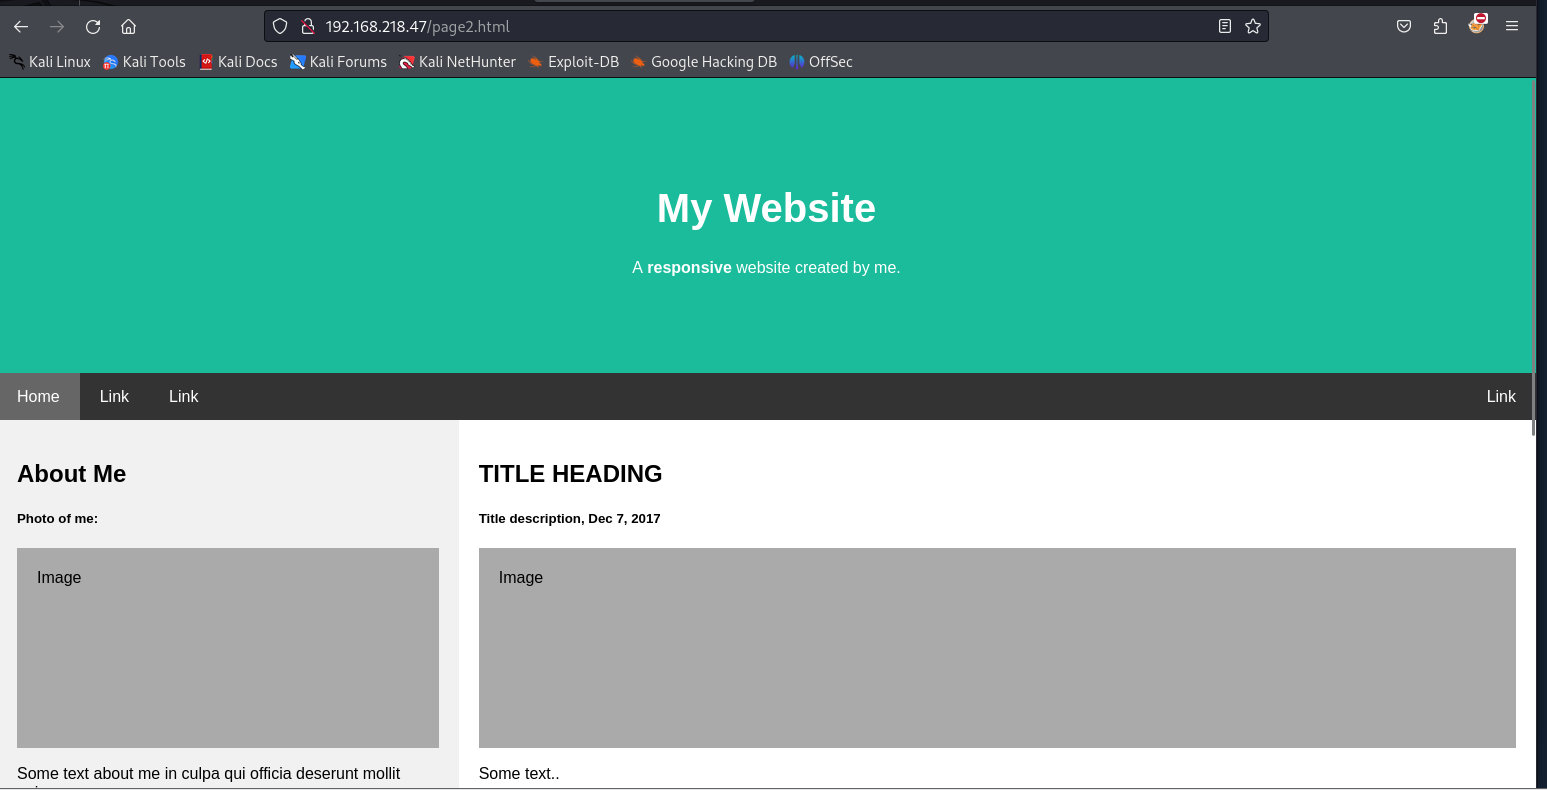 192.168.218.47/page2.html
Kali Linux Kali Tools Kali Docs Kali Forums Kali NetHunter Exploit-DB Google Hacking DB OffSec
My Website
A responsive website created by me.
Home Link Link Link
About Me
Photo of me:
Image
Some text about me in culpa qui officia deserunt mollit
TITLE HEADING
Title description, Dec 7, 2017
Image
Some text..